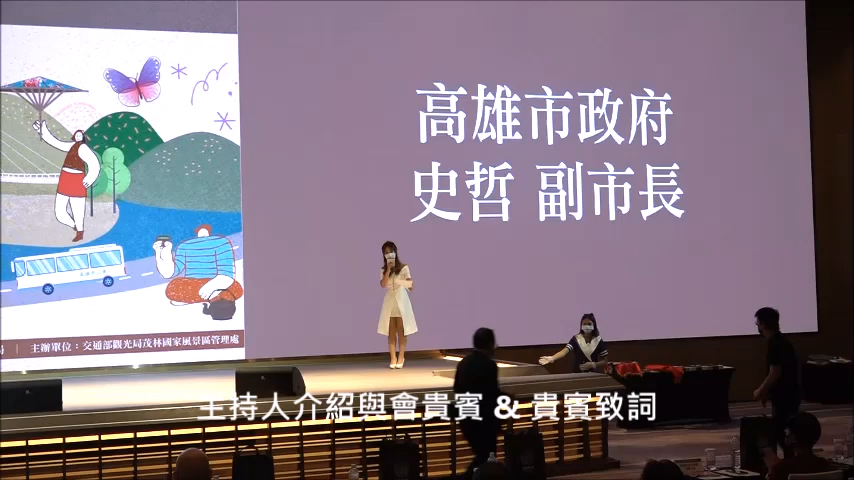 高雄市政府
史哲 副市長
局 | 主辦單位：交通部觀光局茂林國家風景區管理處
主持人介紹與會貴賓 & 貴賓致詞